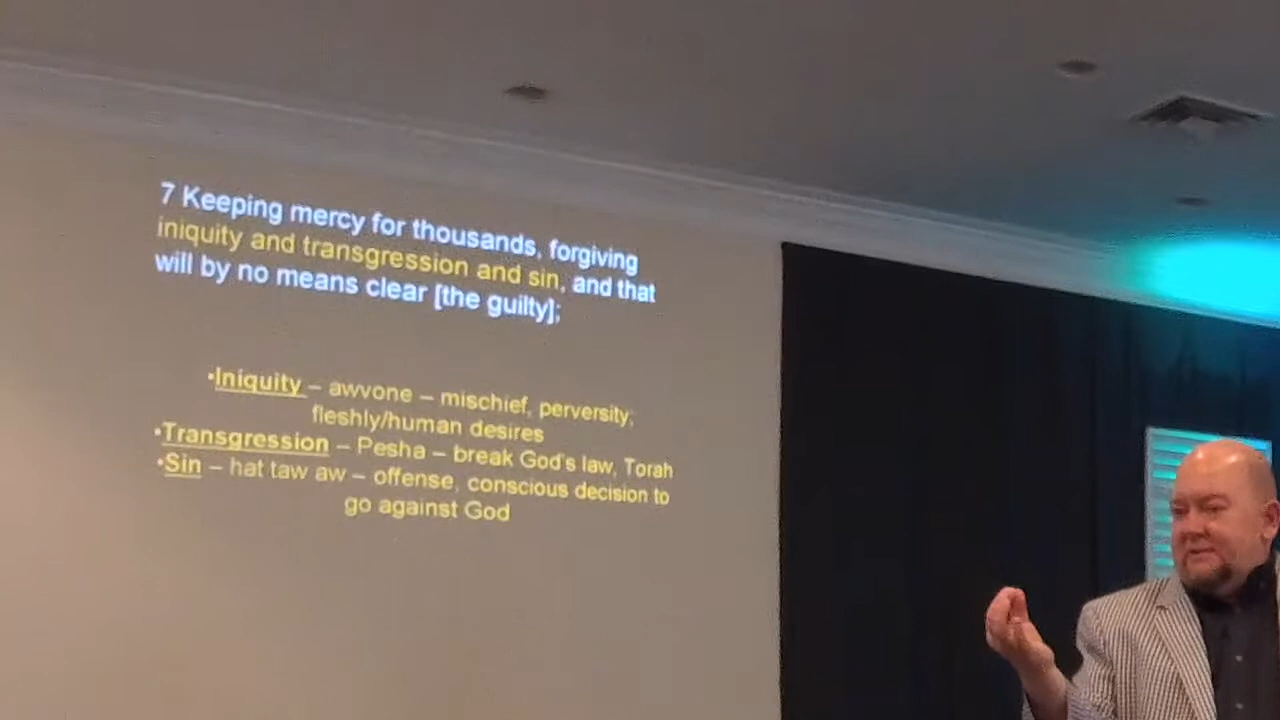 7 Keeping mercy for thousands, forgiving
iniquity and transgression and sin, and that
will by no means clear [the guilty];
•Iniquity – awvone – mischief, perversity,
fleshly/human desires
•Transgression – Pesha – break God's law, Torah
•Sin – hat taw aw – offense, conscious decision to
go against God